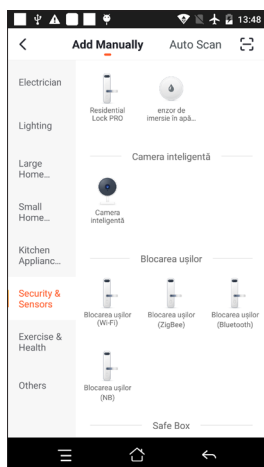 13:48
Add Manually
Auto Scan
Electrician
Lighting
Large
Home...
Small
Home...
Kitchen
Applianc...
Security &
Sensors
Exercise &
Health
Others
Residential
Lock PRO
enzor de
imersie în apă...
Camera inteligentă
Camera
inteligentă
Blocarea ușilor
Blocarea ușilor
(Wi-Fi)
Blocarea ușilor
(ZigBee)
Blocarea ușilor
(Bluetooth)
Blocarea ușilor
(NB)
Safe Box